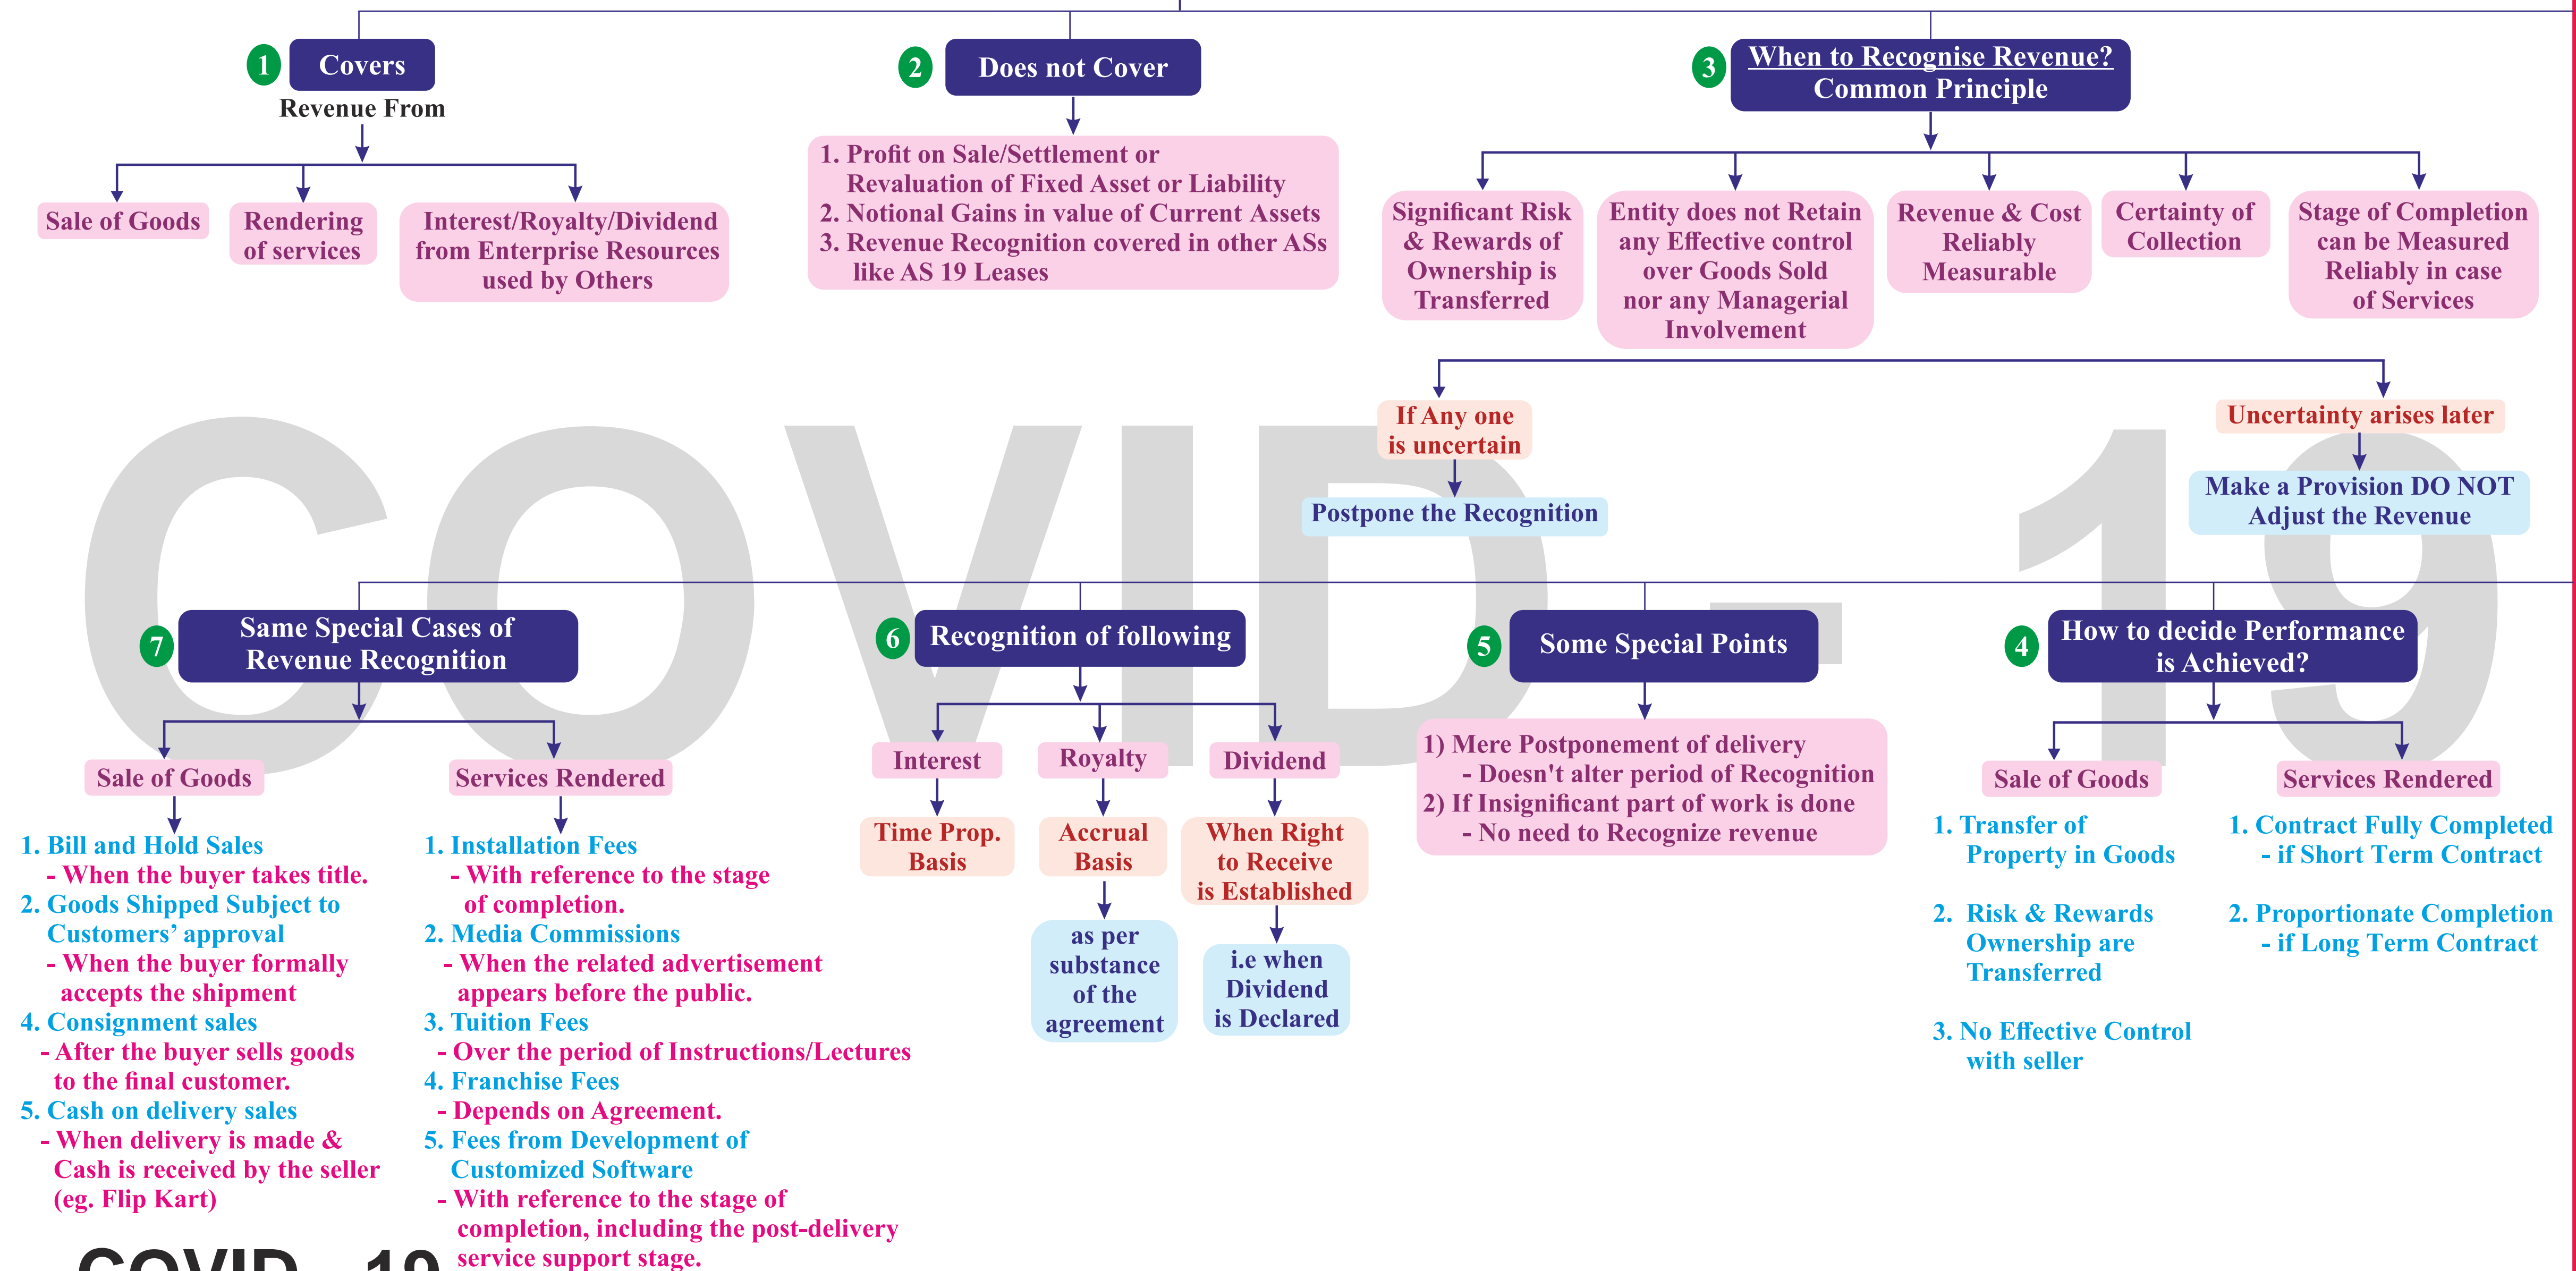 1
Covers
Revenue From
Sale of Goods
Rendering
of services
Interest/Royalty/Dividend
from Enterprise Resources
used by Others
2
Does not Cover
1. Profit on Sale/Settlement or
Revaluation of Fixed Asset or Liability
2. Notional Gains in value of Current Assets
3. Revenue Recognition covered in other ASs
like AS 19 Leases
3
When to Recognise Revenue?
Common Principle
Significant Risk
& Rewards of
Ownership is
Transferred
Entity does not Retain
any Effective control
over Goods Sold
nor any Managerial
Involvement
Revenue & Cost
Reliably
Measurable
Certainty of
Collection
Stage of Completion
can be Measured
Reliably in case
of Services
If Any one
is uncertain
Postpone the Recognition
Uncertainty arises later
Make a Provision DO NOT
Adjust the Revenue
COVID - 19
7
Same Special Cases of
Revenue Recognition
Sale of Goods
1. Bill and Hold Sales
- When the buyer takes title.
2. Goods Shipped Subject to
Customers' approval
- When the buyer formally
accepts the shipment
4. Consignment sales
- After the buyer sells goods
to the final customer.
5. Cash on delivery sales
- When delivery is made &
Cash is received by the seller
(eg. Flip Kart)
Services Rendered
1. Installation Fees
- With reference to the stage
of completion.
2. Media Commissions
- When the related advertisement
appears before the public.
3. Tuition Fees
- Over the period of Instructions/Lectures
4. Franchise Fees
- Depends on Agreement.
5. Fees from Development of
Customized Software
- With reference to the stage of
completion, including the post-delivery
service support stage.
6
Recognition of following
Interest
Time Prop.
Basis
Royalty
Accrual
Basis
as per
substance
of the
agreement
Dividend
When Right
to Receive
is Established
i.e when
Dividend
is Declared
5
Some Special Points
1) Mere Postponement of delivery
- Doesn't alter period of Recognition
2) If Insignificant part of work is done
- No need to Recognize revenue
4
How to decide Performance
is Achieved?
Sale of Goods
1. Transfer of
Property in Goods
2. Risk & Rewards
Ownership are
Transferred
3. No Effective Control
with seller
Services Rendered
1. Contract Fully Completed
- if Short Term Contract
2. Proportionate Completion
- if Long Term Contract
COVID - 19